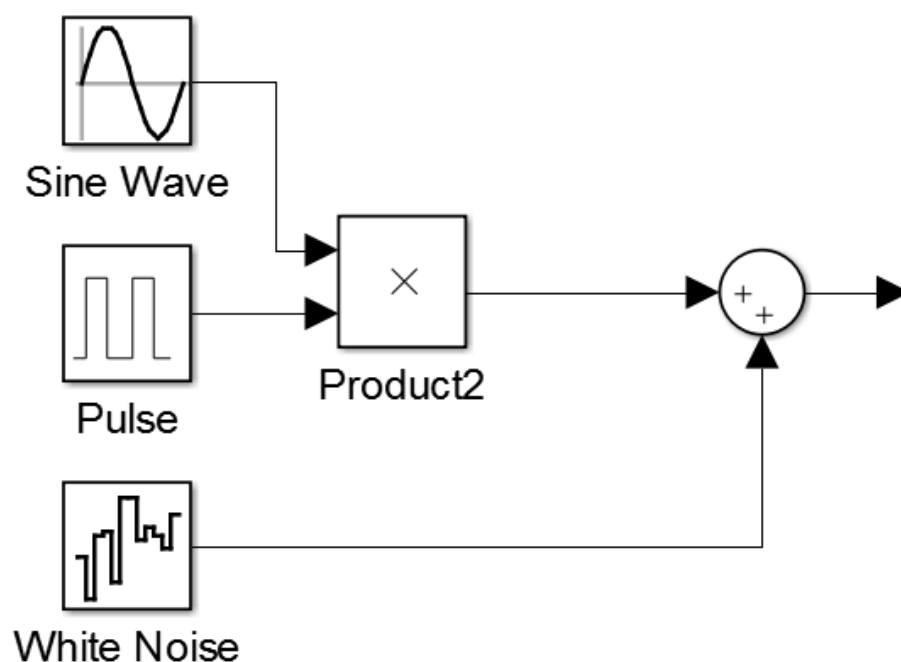 Sine Wave
×
Product2
+
+
Pulse
White Noise